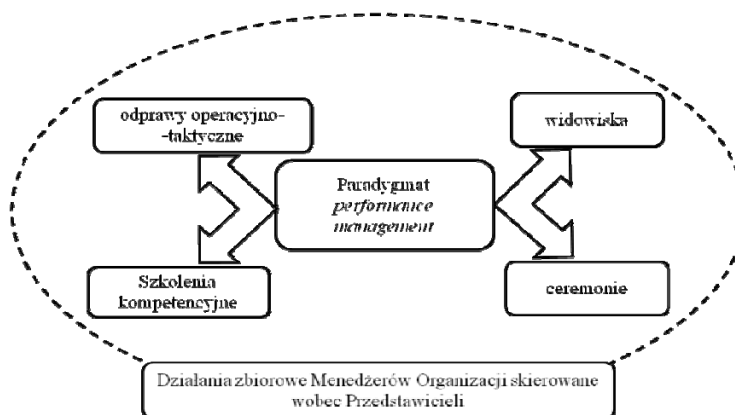 odprawy operacyjno-
-taktyczne
widowiska
Paradygmat
performance
management
Szkolenia
kompetencyjne
ceremonie
Działania zbiorowe Menedżerów Organizacji skierowane
wobec Przedstawicieli